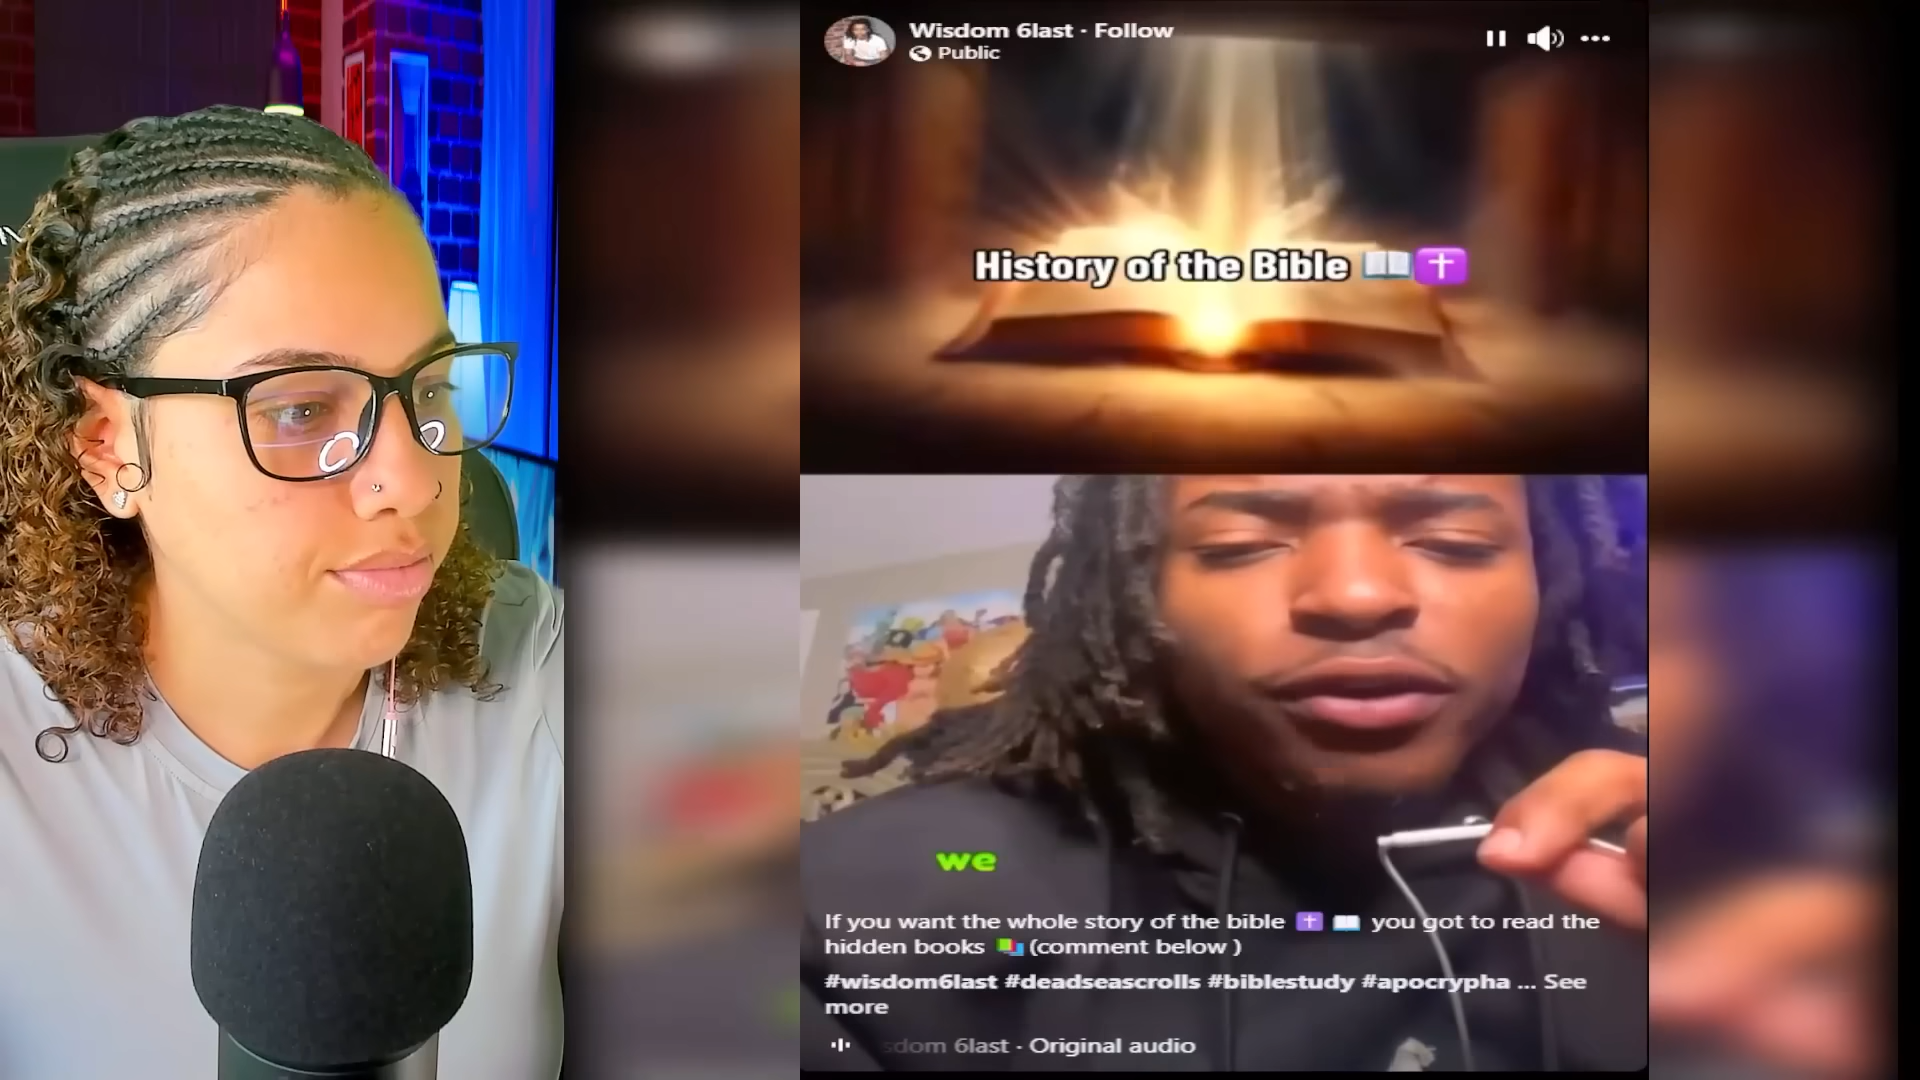 Wisdom 6last · Follow
Public
History of the Bible
we
If you want the whole story of the bible ✝️ 📖 you got to read the
hidden books (comment below )
#wisdom6last #deadseascrolls #biblestudy #apocrypha ... See
more
6last · Original audio